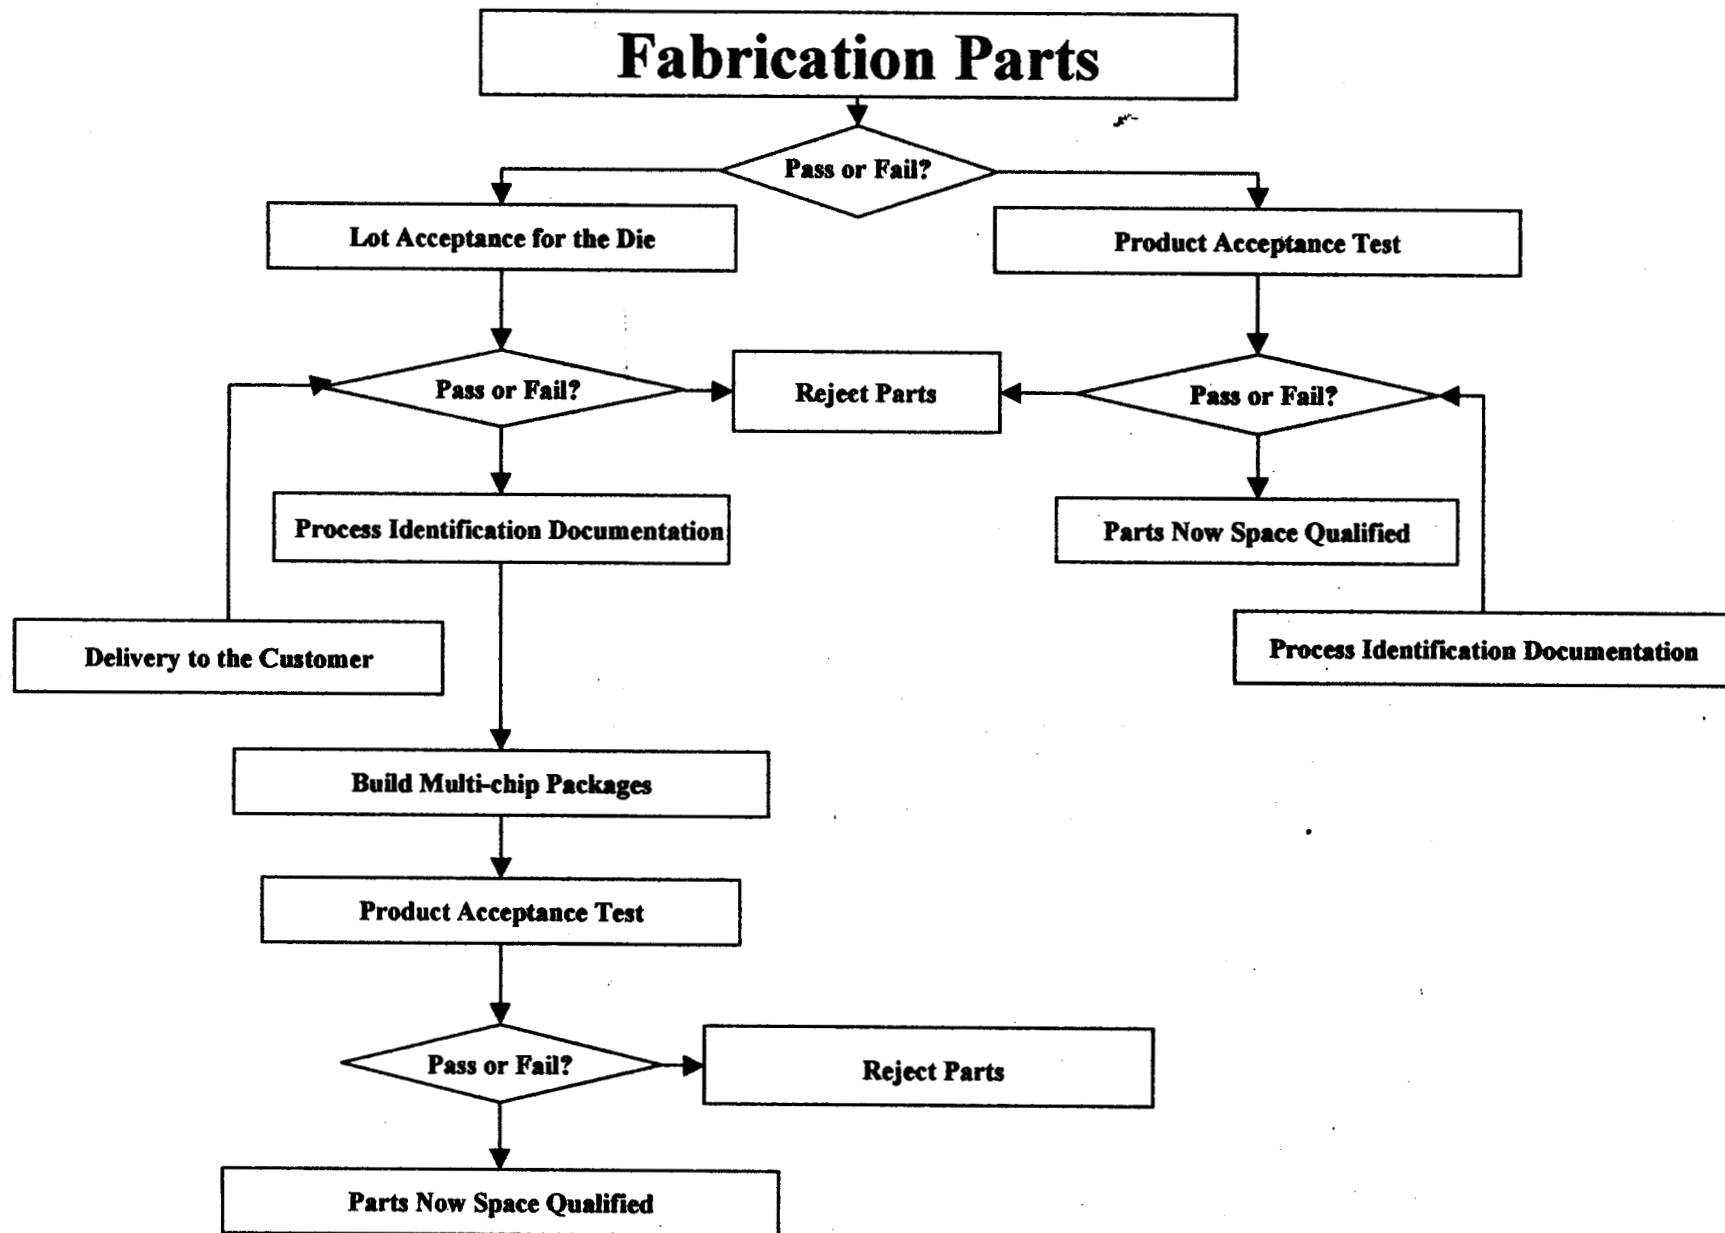 Fabrication Parts
Pass or Fail?
Lot Acceptance for the Die
Product Acceptance Test
Pass or Fail?
Reject Parts
Pass or Fail?
Process Identification Documentation
Parts Now Space Qualified
Delivery to the Customer
Process Identification Documentation
Build Multi-chip Packages
Product Acceptance Test
Pass or Fail?
Reject Parts
Parts Now Space Qualified